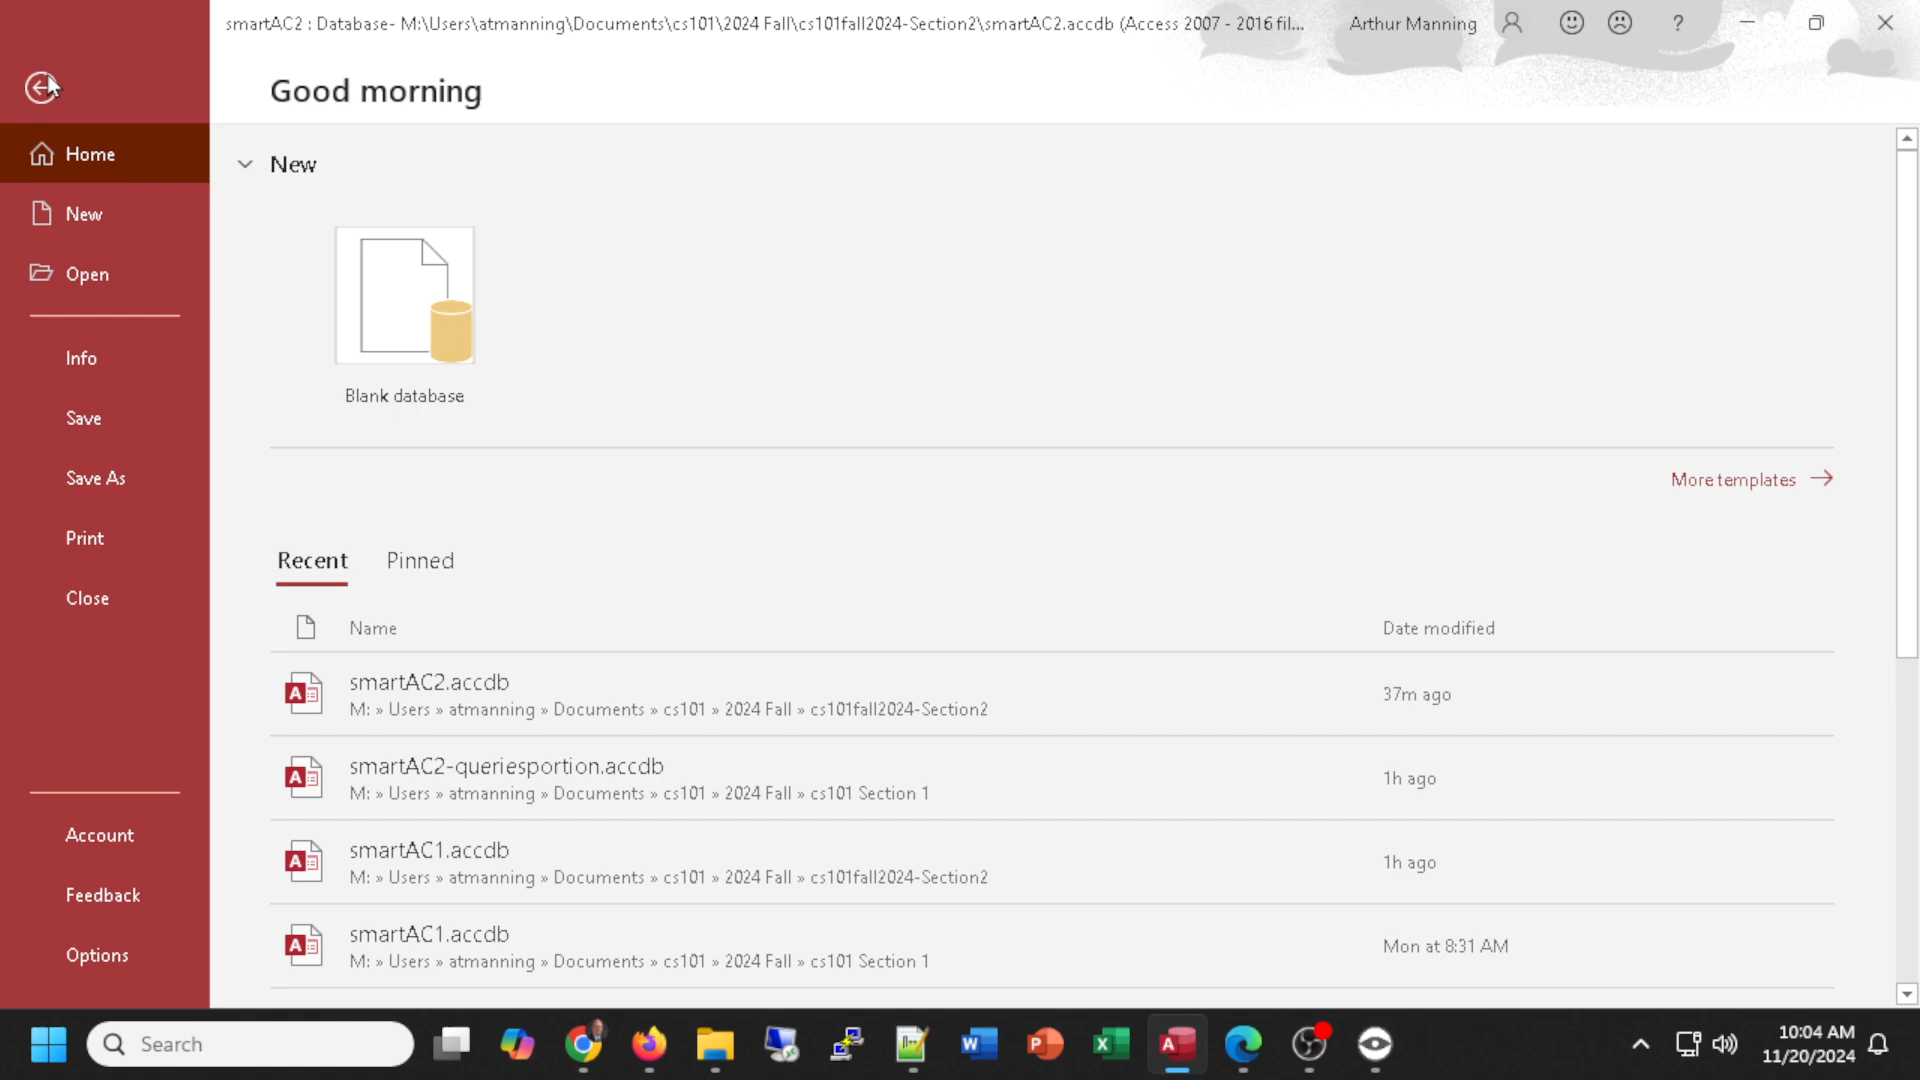 smartAC2 : Database- M:\Users\atmanning\Documents\cs101\2024 Fall\cs101fall2024-Section2\smartAC2.accdb (Access 2007 - 2016 fil...
Arthur Manning
?
Good morning
Home
New
Open
Info
Save
Save As
Print
Close
Account
Feedback
Options
New
Blank database
More templates
Recent
Pinned
Name
Date modified
smartAC2.accdb
M: » Users » atmanning » Documents » cs101 » 2024 Fall » cs101fall2024-Section2
37m ago
smartAC2-queriesportion.accdb
M: » Users » atmanning » Documents » cs101 » 2024 Fall » cs101 Section 1
1h ago
smartAC1.accdb
M: » Users » atmanning » Documents » cs101 » 2024 Fall » cs101fall2024-Section2
1h ago
smartAC1.accdb
M: » Users » atmanning » Documents » cs101 » 2024 Fall » cs101 Section 1
Mon at 8:31 AM
Search
10:04 AM
11/20/2024